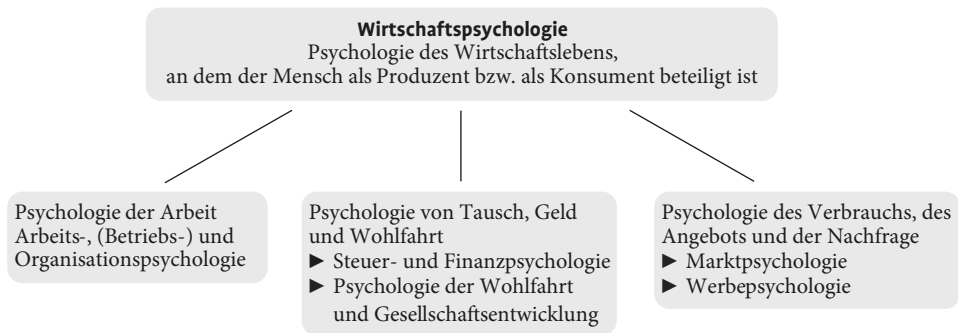 Wirtschaftspsychologie
Psychologie des Wirtschaftslebens,
an dem der Mensch als Produzent bzw. als Konsument beteiligt ist
Psychologie der Arbeit
Arbeits-, (Betriebs-) und
Organisationspsychologie
Psychologie von Tausch, Geld
und Wohlfahrt
► Steuer- und Finanzpsychologie
► Psychologie der Wohlfahrt
und Gesellschaftsentwicklung
Psychologie des Verbrauchs, des
Angebots und der Nachfrage
► Marktpsychologie
► Werbepsychologie